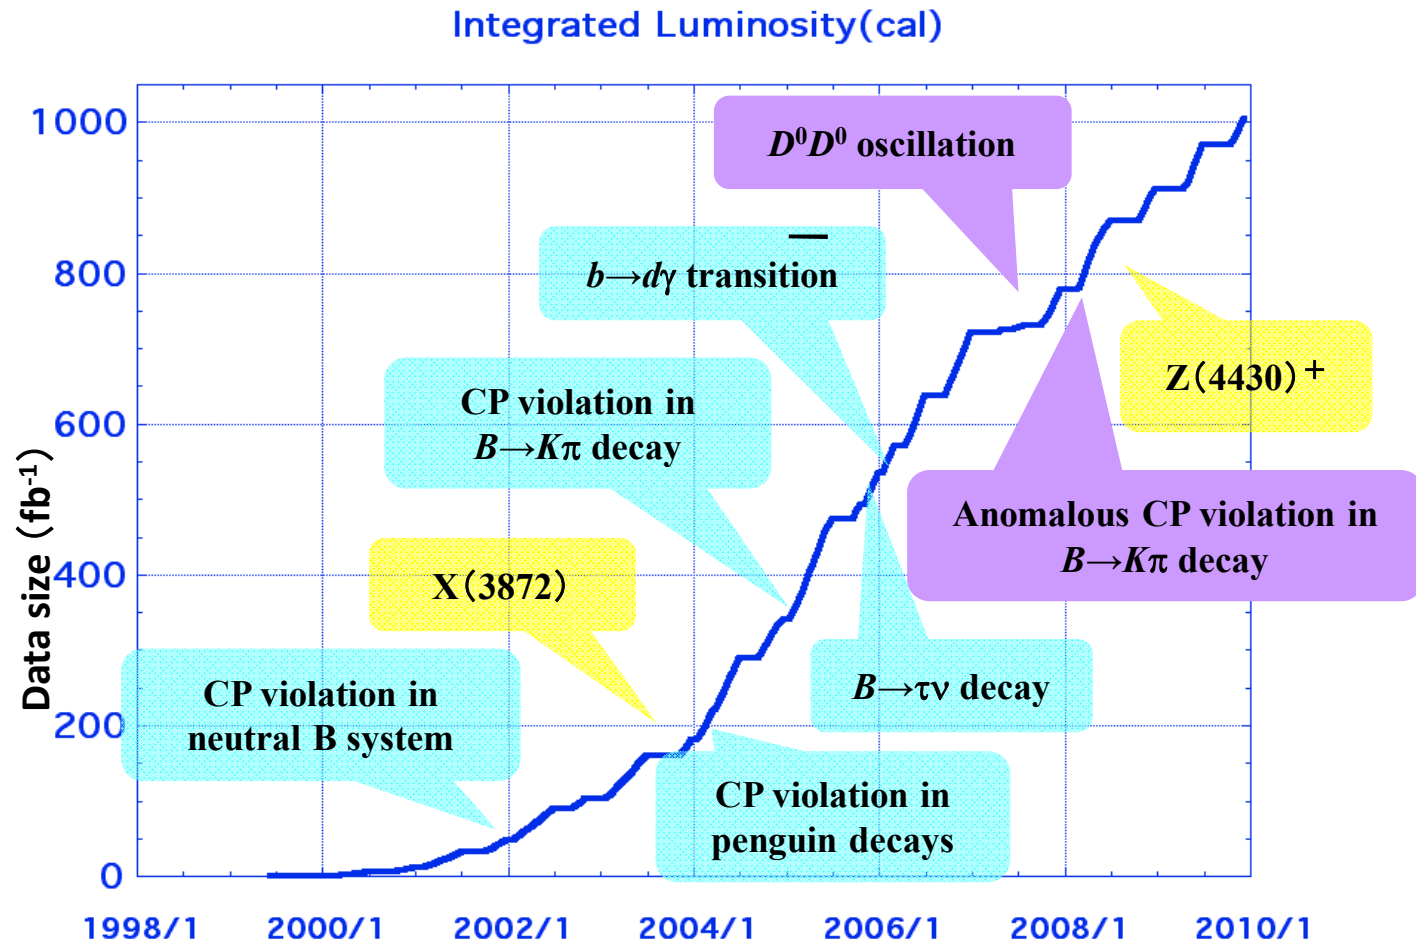 Integrated Luminosity(cal)
1000
800
600
400
200
0
Data size (fb⁻¹)
D⁰D⁰ oscillation
b→dγ transition
Z(4430)⁺
CP violation in
B→Kπ decay
Anomalous CP violation in
B→Kπ decay
X(3872)
B→τν decay
CP violation in
neutral B system
CP violation in
penguin decays
1998/1 2000/1 2002/1 2004/1 2006/1 2008/1 2010/1